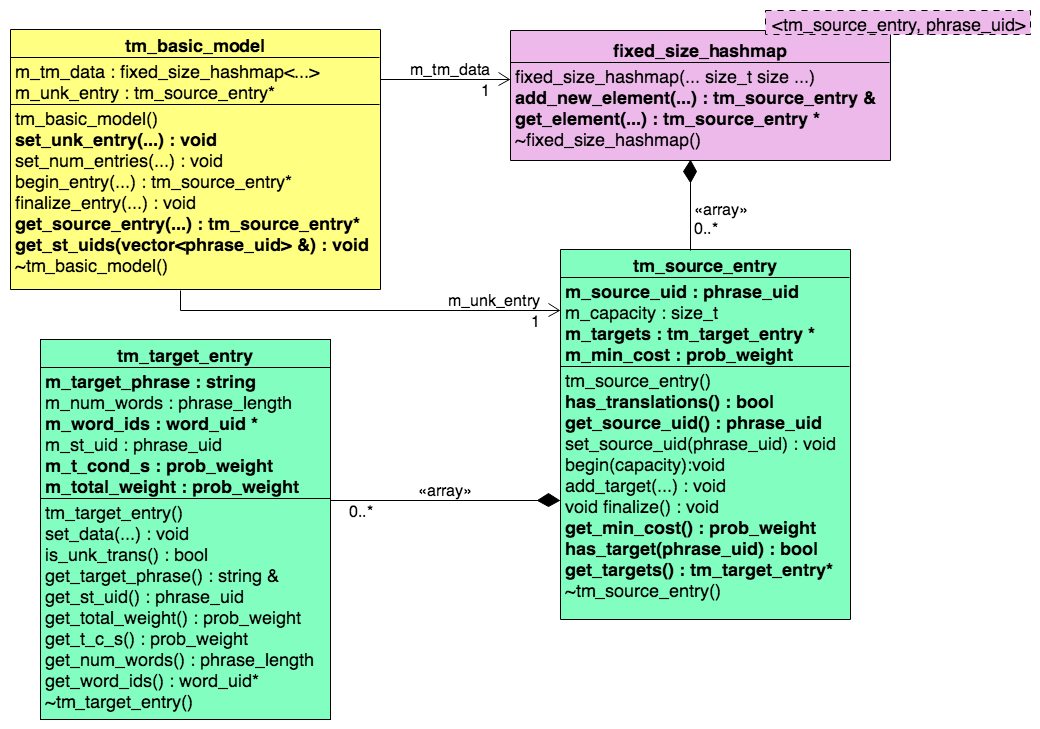 <tm_source_entry, phrase_uid>
tm_basic_model
m_tm_data : fixed_size_hashmap<...>
m_unk_entry : tm_source_entry*
tm_basic_model()
set_unk_entry(...) : void
set_num_entries(...) : void
begin_entry(...) : tm_source_entry*
finalize_entry(...) : void
get_source_entry(...) : tm_source_entry*
get_st_uids(vector<phrase_uid> &) : void
~tm_basic_model()
m_tm_data
1
fixed_size_hashmap
fixed_size_hashmap(... size_t size ...)
add_new_element(...) : tm_source_entry &
get_element(...) : tm_source_entry *
~fixed_size_hashmap()
«array»
0..*
m_unk_entry
1
tm_source_entry
m_source_uid : phrase_uid
m_capacity : size_t
m_targets : tm_target_entry *
m_min_cost : prob_weight
tm_source_entry()
has_translations() : bool
get_source_uid() : phrase_uid
set_source_uid(phrase_uid) : void
begin(capacity):void
add_target(...) : void
void finalize() : void
get_min_cost() : prob_weight
has_target(phrase_uid) : bool
get_targets() : tm_target_entry*
~tm_source_entry()
«array»
0..*
tm_target_entry
m_target_phrase : string
m_num_words : phrase_length
m_word_ids : word_uid *
m_st_uid : phrase_uid
m_t_cond_s : prob_weight
m_total_weight : prob_weight
tm_target_entry()
set_data(...) : void
is_unk_trans() : bool
get_target_phrase() : string &
get_st_uid() : phrase_uid
get_total_weight() : prob_weight
get_t_c_s() : prob_weight
get_num_words() : phrase_length
get_word_ids() : word_uid*
~tm_target_entry()